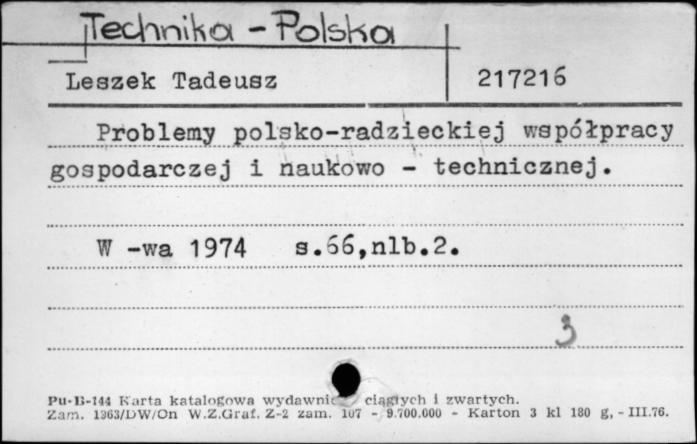 Technika - Polska
Leszek Tadeusz 217216
Problemy polsko-radzieckiej współpracy
gospodarczej i naukowo - technicznej.
W -wa 1974 s.66,nlb.2.
3
Pu-B-144 Karta katalogowa wydawnic ciągłych i zwartych.
Zam. 1363/DW/On W.Z.Graf. Z-2 zam. 107 - 9.700.000 - Karton 3 kl 180 g, - III.76.